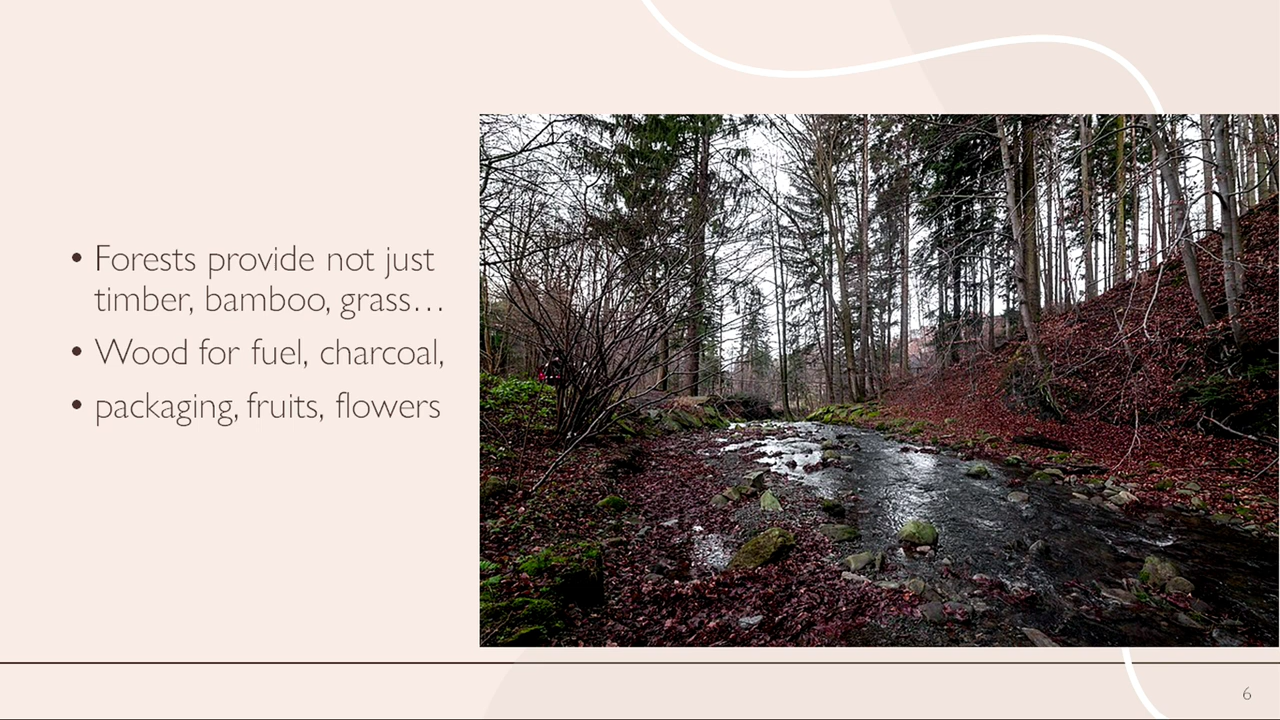 • Forests provide not just
timber, bamboo, grass…
• Wood for fuel, charcoal,
• packaging, fruits, flowers
6